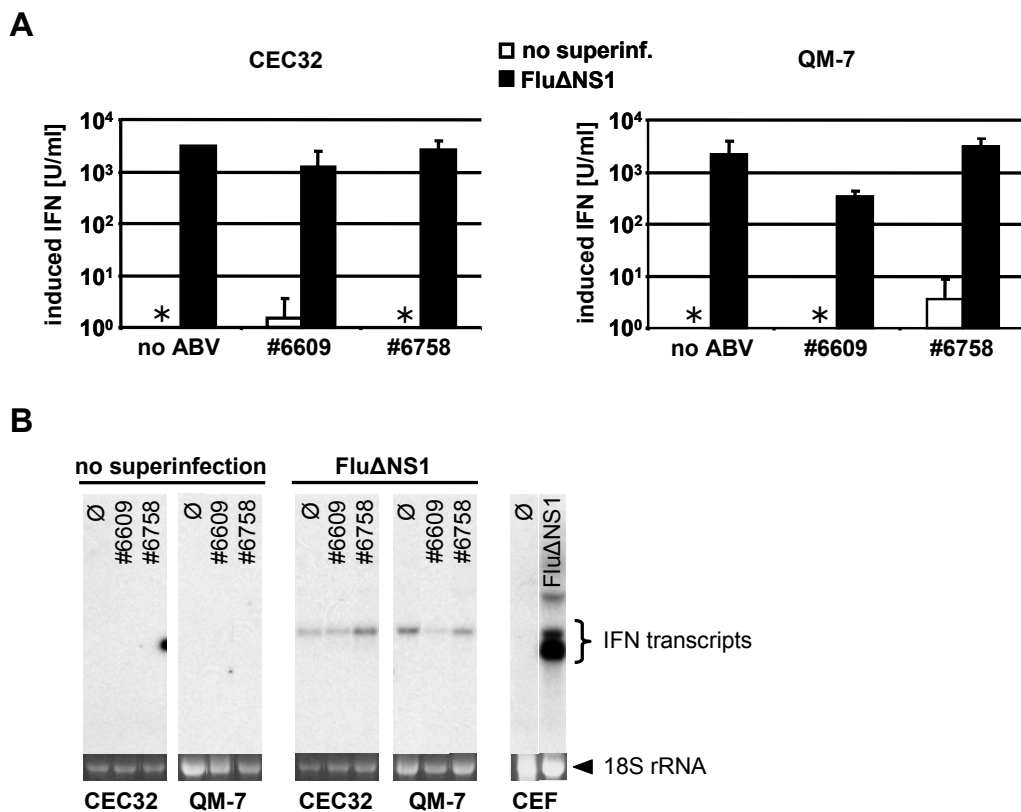 A
CEC32
no superinf.
FluΔNS1
QM-7
induced IFN [U/ml]
10⁴
10³
10²
10¹
10⁰
*
*
no ABV #6609 #6758
induced IFN [U/ml]
10⁴
10³
10²
10¹
10⁰
*
*
no ABV #6609 #6758
B
no superinfection FluΔNS1
Ø #6609 #6758 Ø #6609 #6758 Ø #6609 #6758 Ø #6609 #6758 Ø FluΔNS1
IFN transcripts
18S rRNA
CEC32 QM-7 CEC32 QM-7 CEF